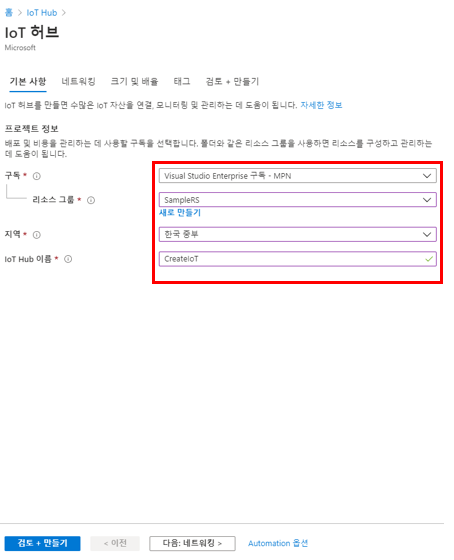 홈 > IoT Hub >
IoT 허브
Microsoft
기본 사항 네트워킹 크기 및 배율 태그 검토 + 만들기
IoT 허브를 만들면 수많은 IoT 자산을 연결, 모니터링 및 관리하는 데 도움이 됩니다. 자세한 정보
프로젝트 정보
배포 및 비용을 관리하는 데 사용할 구독을 선택합니다. 폴더와 같은 리소스 그룹을 사용하면 리소스를 구성하고 관리하는
데 도움이 됩니다.
구독 * Visual Studio Enterprise 구독 - MPN
리소스 그룹 * SampleRS
새로 만들기
지역 * 한국 중부
IoT Hub 이름 * CreateIoT
검토 + 만들기 < 이전 다음: 네트워킹 > Automation 옵션